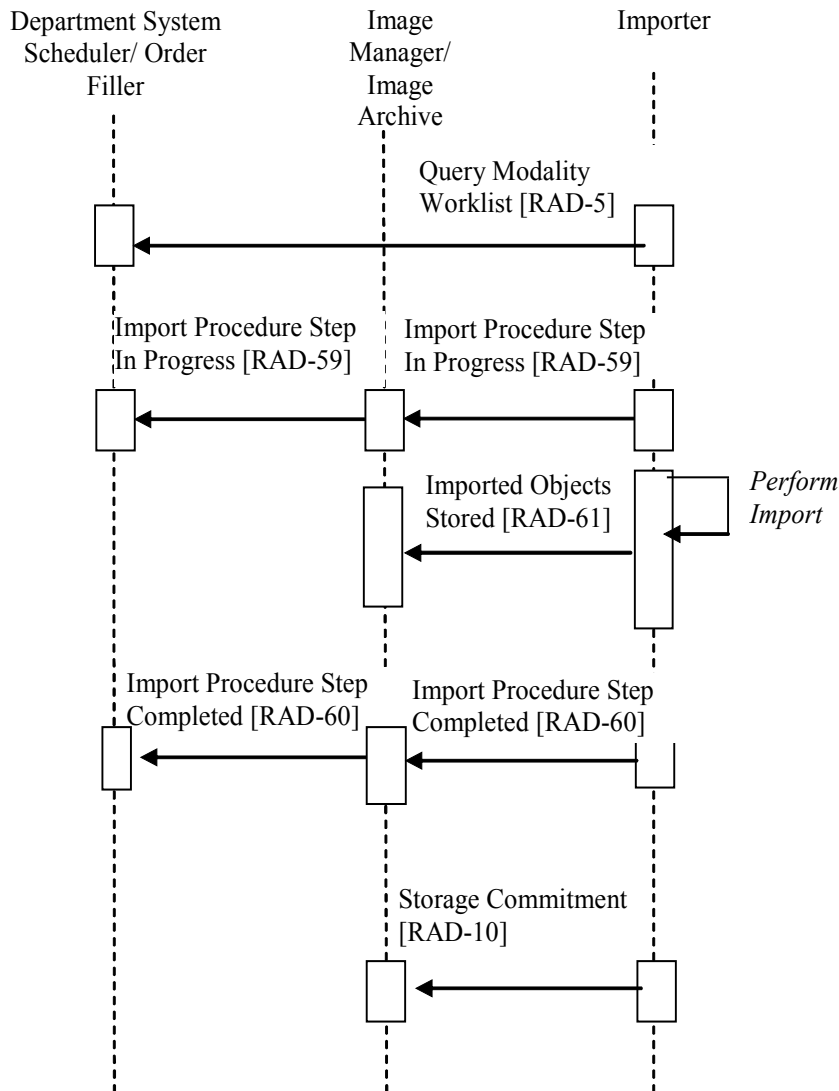 Department System
Scheduler/ Order
Filler
Image
Manager/
Image
Archive
Importer
Query Modality
Worklist [RAD-5]
Import Procedure Step
In Progress [RAD-59]
Import Procedure Step
In Progress [RAD-59]
Imported Objects
Stored [RAD-61]
Perform
Import
Import Procedure Step
Completed [RAD-60]
Import Procedure Step
Completed [RAD-60]
Storage Commitment
[RAD-10]